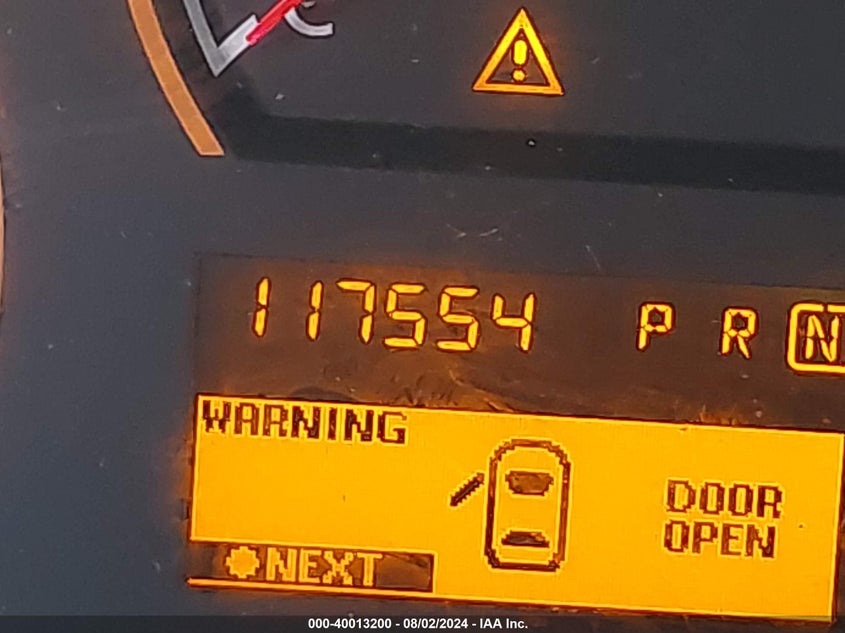 117554 P R N
WARNING
DOOR
OPEN
NEXT
000-40013200 - 08/02/2024 - IAA Inc.